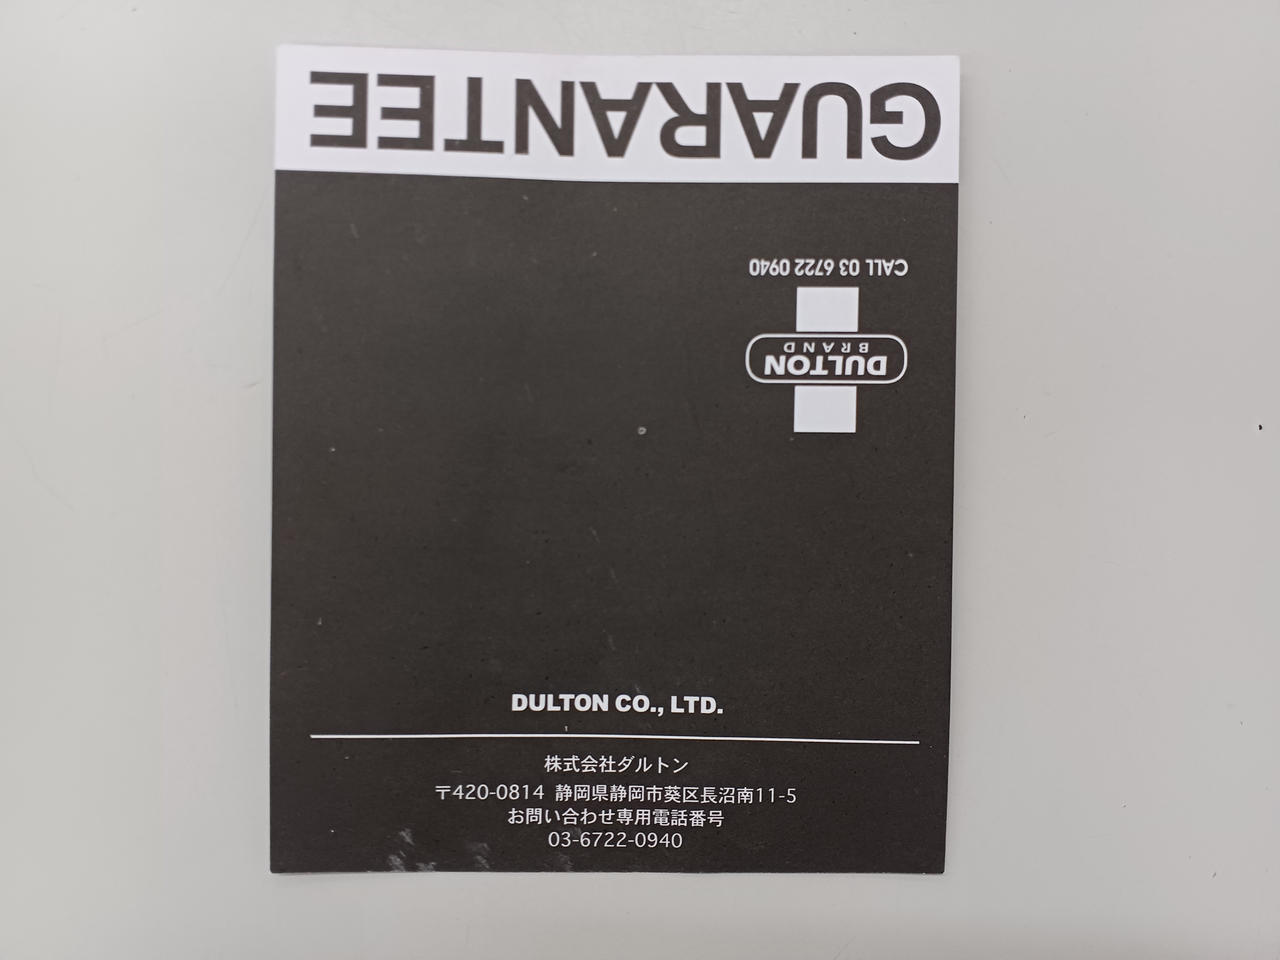 GUARANTEE
CALL 03 6722 0940
DULTON
BRAND
DULTON CO., LTD.
株式会社ダルトン
〒420-0814 静岡県静岡市葵区長沼南11-5
お問い合わせ専用電話番号
03-6722-0940